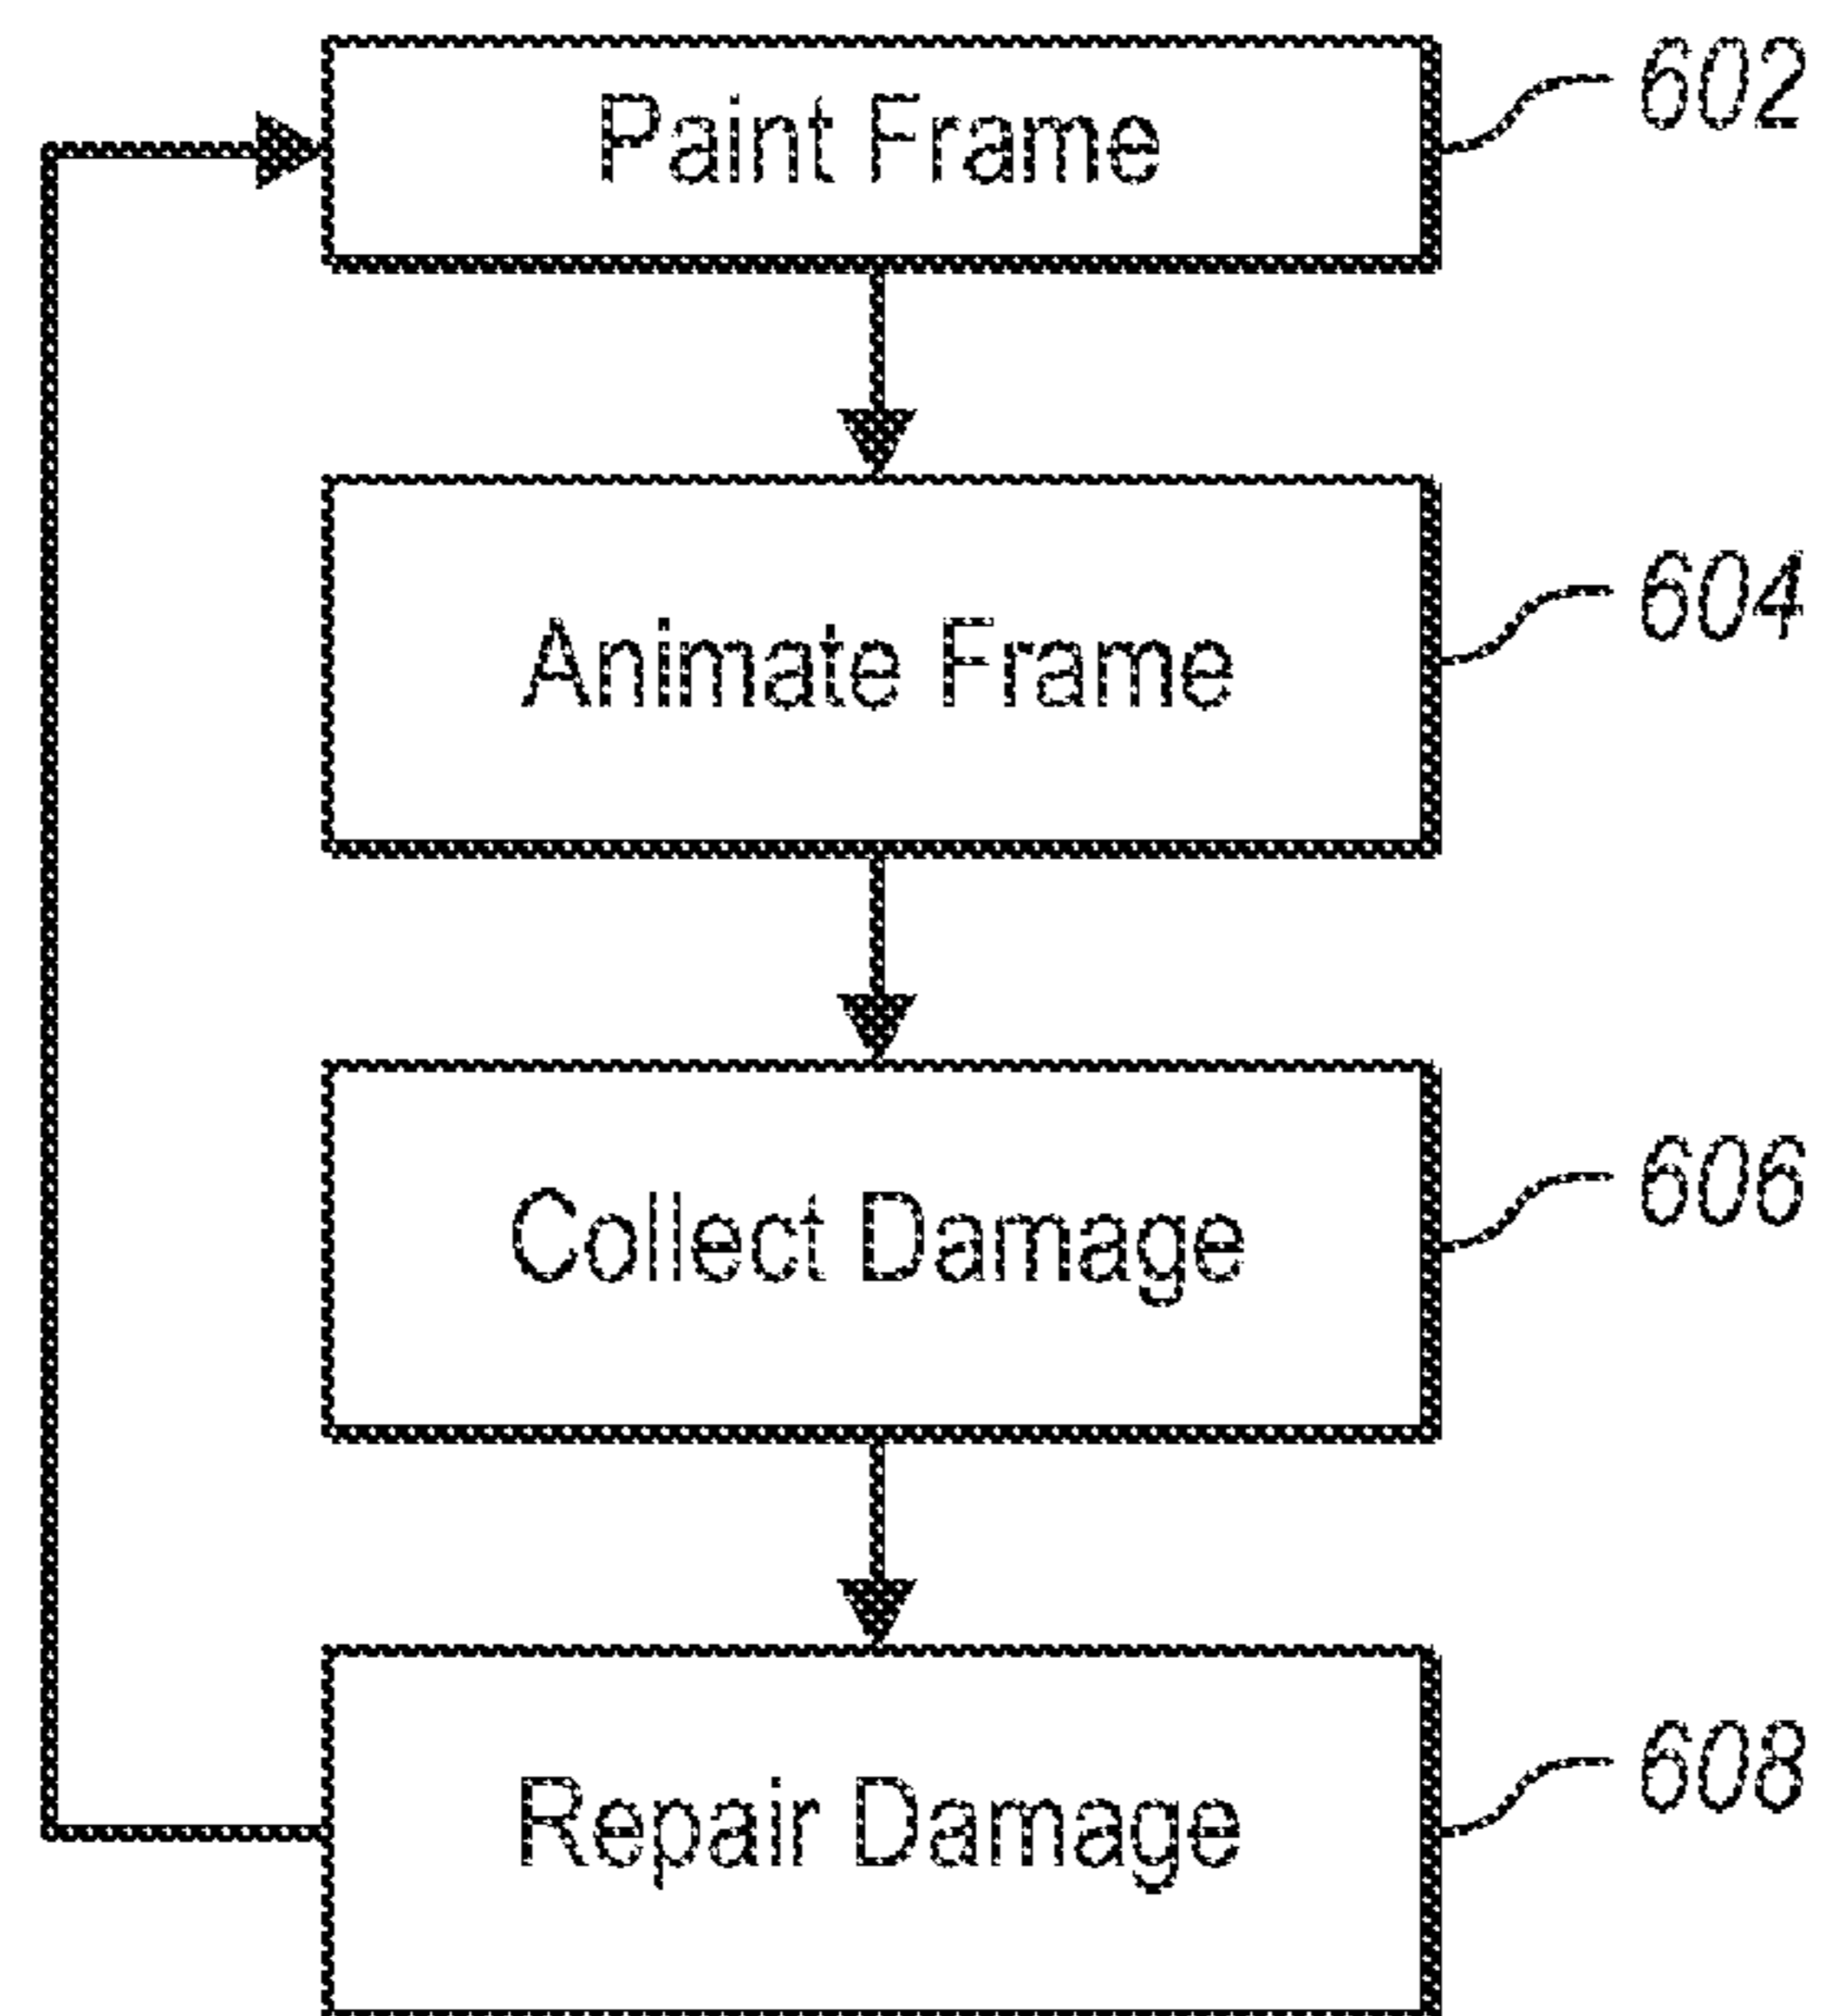 Paint Frame
602
Animate Frame
604
Collect Damage
606
Repair Damage
608